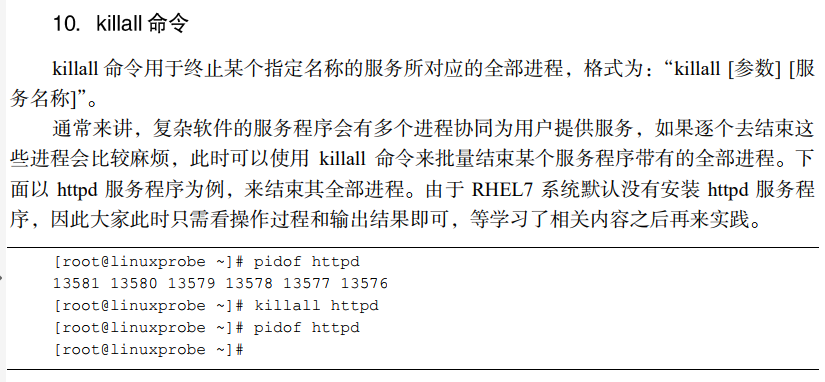 10. killall 命令
killall 命令用于终止某个指定名称的服务所对应的全部进程，格式为：“killall [参数] [服
务名称]”。
通常来讲，复杂软件的服务程序会有多个进程协同为用户提供服务，如果逐个去结束这
些进程会比较麻烦，此时可以使用 killall 命令来批量结束某个服务程序带有的全部进程。下
面以 httpd 服务程序为例，来结束其全部进程。由于 RHEL7 系统默认没有安装 httpd 服务程
序，因此大家此时只需看操作过程和输出结果即可，等学习了相关内容之后再来实践。
[root@linuxprobe ~]# pidof httpd
13581 13580 13579 13578 13577 13576
[root@linuxprobe ~]# killall httpd
[root@linuxprobe ~]# pidof httpd
[root@linuxprobe ~]#